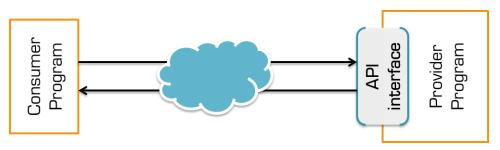 Consumer
Program
API
interface
Provider
Program